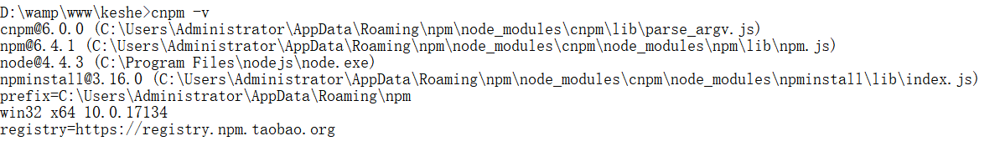 D:\wamp\www\keshe>cnpm -v
cnpm@6.0.0 (C:\Users\Administrator\AppData\Roaming\npm\node_modules\cnpm\lib\parse_argv.js)
npm@6.4.1 (C:\Users\Administrator\AppData\Roaming\npm\node_modules\cnpm\node_modules\npm\lib\npm.js)
node@4.4.3 (C:\Program Files\nodejs\node.exe)
npminstall@3.16.0 (C:\Users\Administrator\AppData\Roaming\npm\node_modules\cnpm\node_modules\npminstall\lib\index.js)
prefix=C:\Users\Administrator\AppData\Roaming\npm
win32 x64 10.0.17134
registry=https://registry.npm.taobao.org